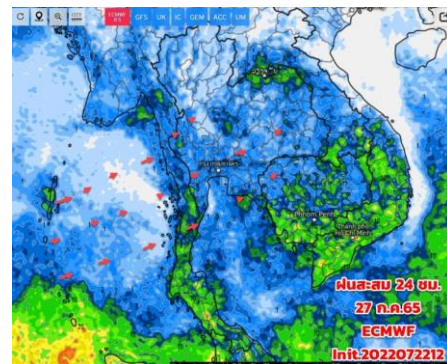 ECMWF
GFS
UK
IC
GEM
ACC
UM
Phnom Penh
ฝนสะสม 24 ชม.
27 ก.ค.65
ECMWF
Init.2022072212